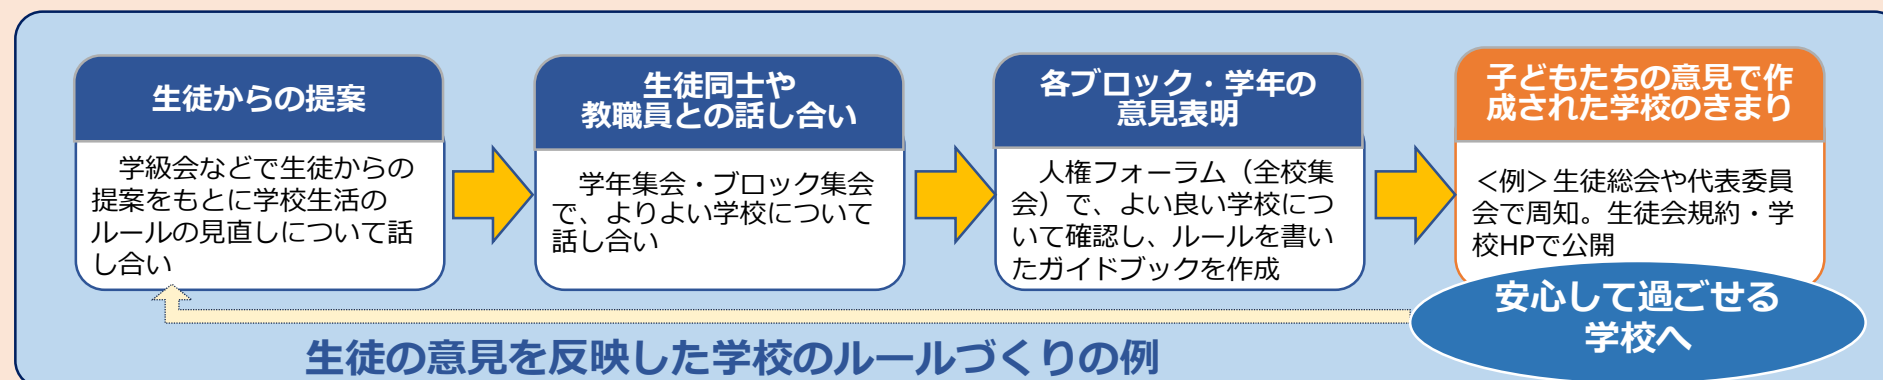 生徒からの提案
学級会などで生徒からの
提案をもとに学校生活の
ルールの見直しについて話
し合い
生徒同士や
教職員との話し合い
学年集会・ブロック集会
で、よりよい学校について
話し合い
各ブロック・学年の
意見表明
人権フォーラム（全校集
会）で、よい良い学校につ
いて確認し、ルールを書い
たガイドブックを作成
子どもたちの意見で作
成された学校のきまり
＜例＞生徒総会や代表委員
会で周知。生徒会規約・学
校HPで公開
安心して過ごせる
学校へ
生徒の意見を反映した学校のルールづくりの例